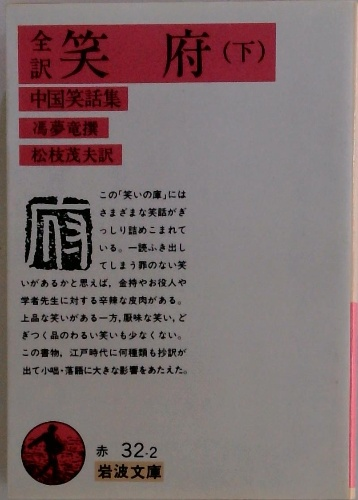 全訳 笑府(下)
中国笑話集
馮夢竜撰
松枝茂夫訳
府
この「笑いの庫」には
さまざまな笑話がぎ
っしり詰めこまれて
いる。一読ふき出し
てしまう罪のない笑
いがあるかと思えば,金持やお役人や
学者先生に対する辛辣な皮肉がある。
上品な笑いがある一方,厭味な笑い,ど
ぎつく品のわるい笑いも少なくない。
この書物,江戸時代に何種類も抄訳が
出て小咄・落語に大きな影響をあたえた。
赤 32-2
岩波文庫